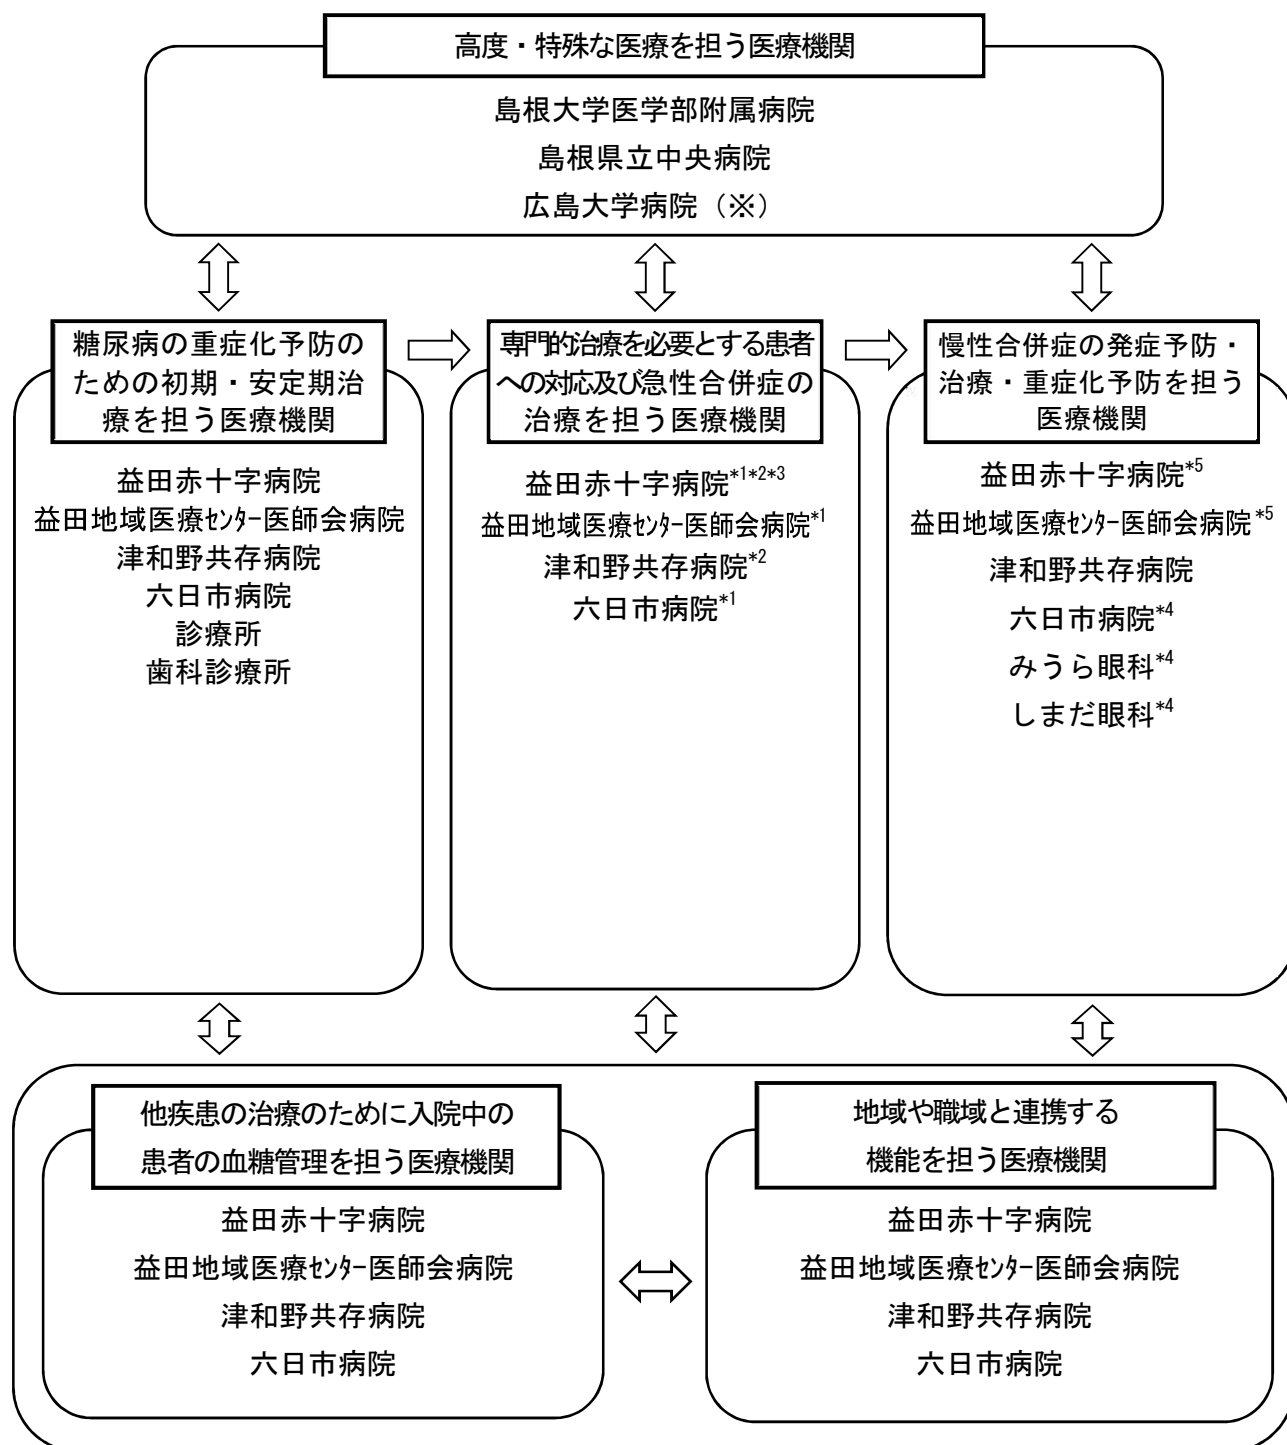 高度・特殊な医療を担う医療機関
島根大学医学部附属病院
島根県立中央病院
広島大学病院（※）
糖尿病の重症化予防の
ための初期・安定期治
療を担う医療機関
益田赤十字病院
益田地域医療ｾﾝﾀｰ医師会病院
津和野共存病院
六日市病院
診療所
歯科診療所
専門的治療を必要とする患者
への対応及び急性合併症の
治療を担う医療機関
益田赤十字病院*1*2*3
益田地域医療ｾﾝﾀｰ医師会病院*1
津和野共存病院*2
六日市病院*1
慢性合併症の発症予防・
治療・重症化予防を担う
医療機関
益田赤十字病院*5
益田地域医療ｾﾝﾀｰ医師会病院*5
津和野共存病院
六日市病院*4
みうら眼科*4
しまだ眼科*4
他疾患の治療のために入院中の
患者の血糖管理を担う医療機関
益田赤十字病院
益田地域医療ｾﾝﾀｰ医師会病院
津和野共存病院
六日市病院
地域や職域と連携する
機能を担う医療機関
益田赤十字病院
益田地域医療ｾﾝﾀｰ医師会病院
津和野共存病院
六日市病院